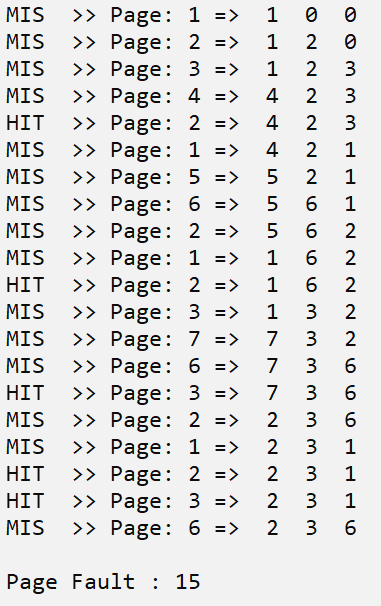 MIS >> Page: 1 => 1 0 0
MIS >> Page: 2 => 1 2 0
MIS >> Page: 3 => 1 2 3
MIS >> Page: 4 => 4 2 3
HIT >> Page: 2 => 4 2 3
MIS >> Page: 1 => 4 2 1
MIS >> Page: 5 => 5 2 1
MIS >> Page: 6 => 5 6 1
MIS >> Page: 2 => 5 6 2
MIS >> Page: 1 => 1 6 2
HIT >> Page: 2 => 1 6 2
MIS >> Page: 3 => 1 3 2
MIS >> Page: 7 => 7 3 2
MIS >> Page: 6 => 7 3 6
HIT >> Page: 3 => 7 3 6
MIS >> Page: 2 => 2 3 6
MIS >> Page: 1 => 2 3 1
HIT >> Page: 2 => 2 3 1
HIT >> Page: 3 => 2 3 1
MIS >> Page: 6 => 2 3 6
Page Fault : 15